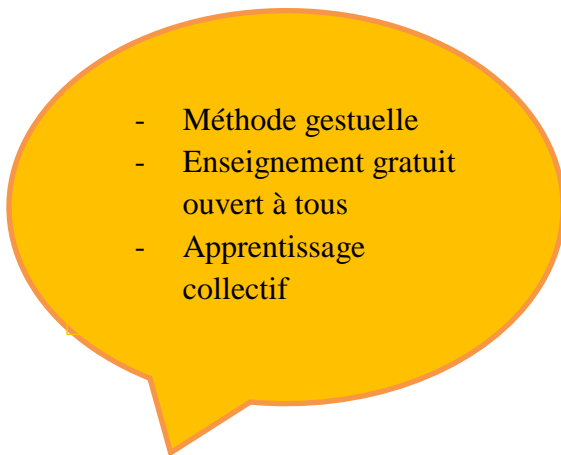 - Méthode gestuelle
- Enseignement gratuit
ouvert à tous
- Apprentissage
collectif